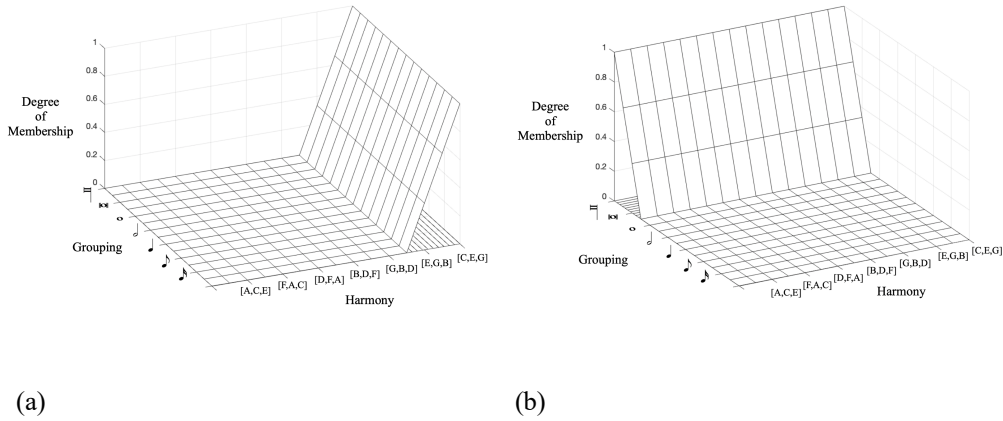 1
0.8
0.6
0.4
0.2
0
Degree
of
Membership
Grouping
[A,C,E]
[F,A,C]
[D,F,A]
[B,D,F]
[G,B,D]
[E,G,B]
[C,E,G]
Harmony
(a)
1
0.8
0.6
0.4
0.2
0
Degree
of
Membership
Grouping
[A,C,E]
[F,A,C]
[D,F,A]
[B,D,F]
[G,B,D]
[E,G,B]
[C,E,G]
Harmony
(b)